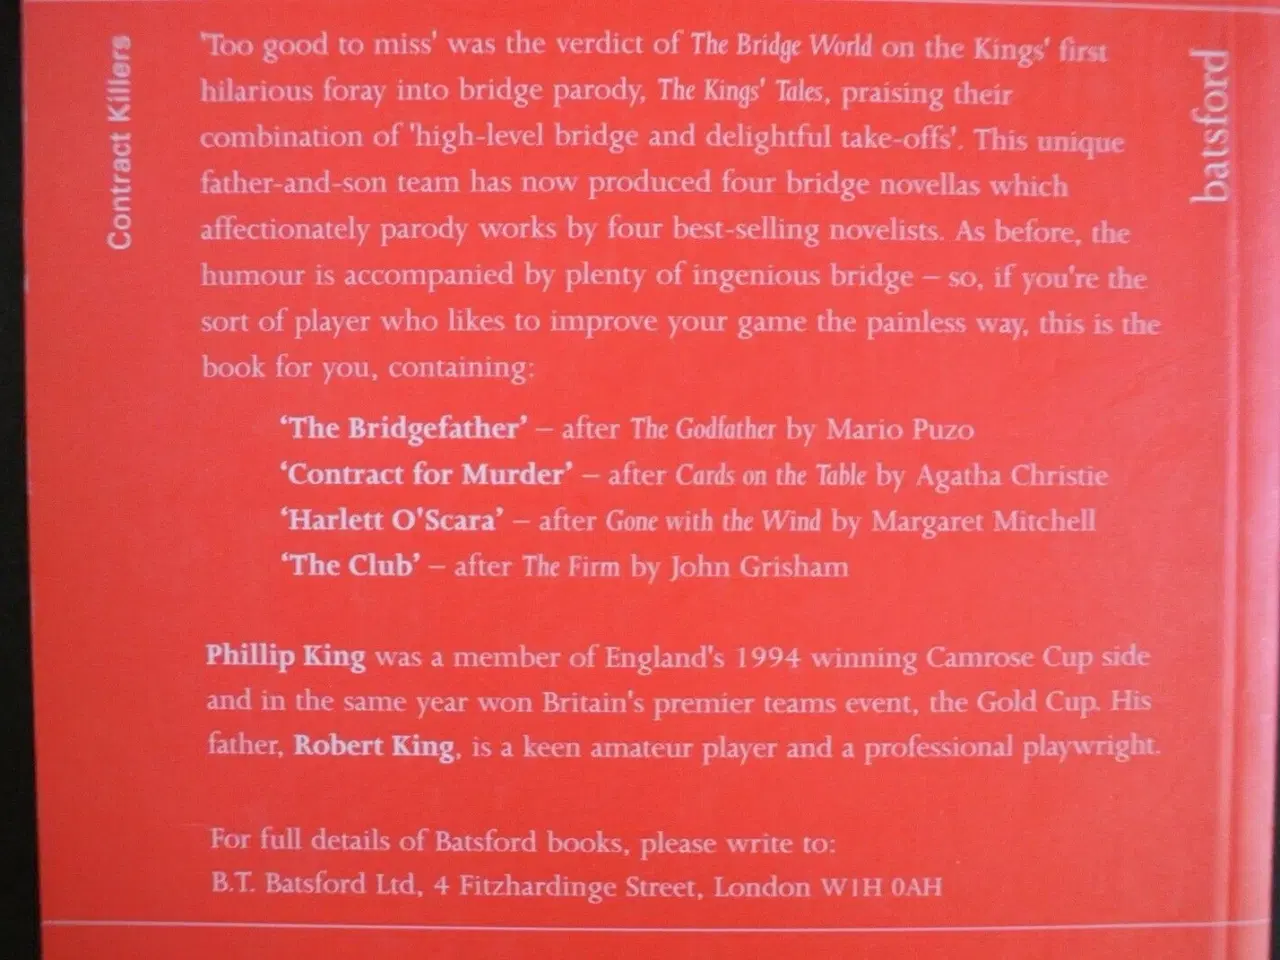 Contract Killers
'Too good to miss' was the verdict of The Bridge World on the Kings' first
hilarious foray into bridge parody, The Kings' Tales, praising their
combination of 'high-level bridge and delightful take-offs'. This unique
father-and-son team has now produced four bridge novellas which
affectionately parody works by four best-selling novelists. As before, the
humour is accompanied by plenty of ingenious bridge – so, if you're the
sort of player who likes to improve your game the painless way, this is the
book for you, containing:
‘The Bridgefather’ – after The Godfather by Mario Puzo
‘Contract for Murder’ – after Cards on the Table by Agatha Christie
‘Harlett O'Scara’ – after Gone with the Wind by Margaret Mitchell
‘The Club’ – after The Firm by John Grisham
Phillip King was a member of England's 1994 winning Camrose Cup side
and in the same year won Britain's premier teams event, the Gold Cup. His
father, Robert King, is a keen amateur player and a professional playwright.
For full details of Batsford books, please write to:
B.T. Batsford Ltd, 4 Fitzhardinge Street, London W1H 0AH
batsford